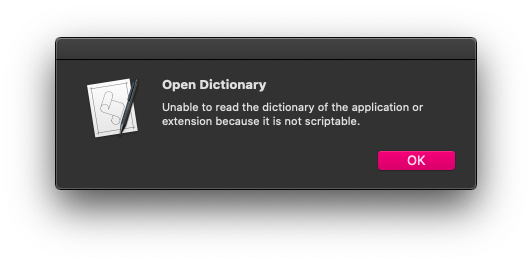 Open Dictionary
Unable to read the dictionary of the application or
extension because it is not scriptable.
OK